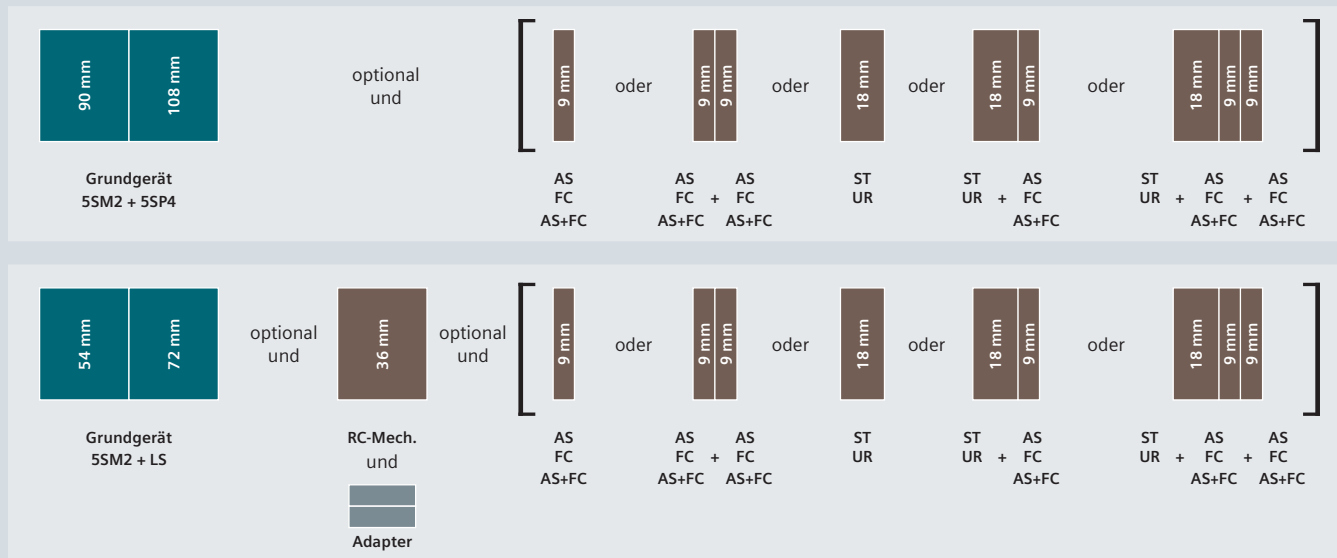 90 mm 108 mm
optional
und
9 mm oder 9 mm 9 mm oder 18 mm oder 18 mm 9 mm oder 18 mm 9 mm 9 mm
Grundgerät
5SM2 + 5SP4
AS AS AS ST ST AS ST AS AS
FC FC + FC UR UR + FC UR + FC + FC
AS+FC AS+FC AS+FC AS+FC AS+FC AS+FC
54 mm 72 mm
optional
und
36 mm
optional
und
9 mm oder 9 mm 9 mm oder 18 mm oder 18 mm 9 mm oder 18 mm 9 mm 9 mm
Grundgerät
5SM2 + LS
RC-Mech.
und
Adapter
AS AS AS ST ST AS ST AS AS
FC FC + FC UR UR + FC UR + FC + FC
AS+FC AS+FC AS+FC AS+FC AS+FC AS+FC